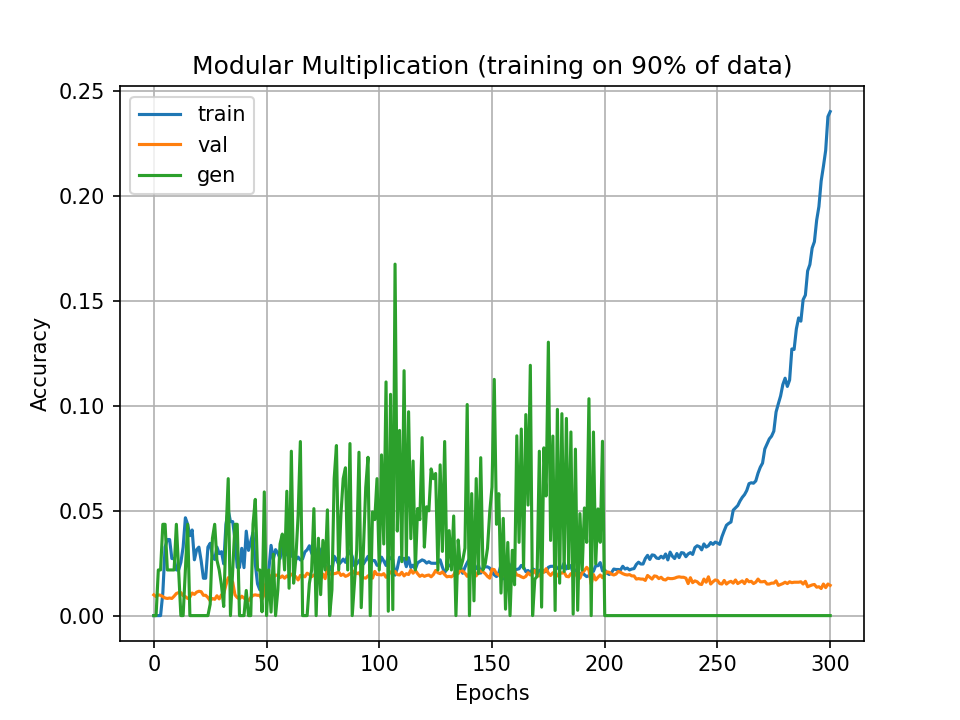 Modular Multiplication (training on 90% of data)
0.25
0.20
0.15
0.10
0.05
0.00
Accuracy
train
val
gen
0 50 100 150 200 250 300
Epochs